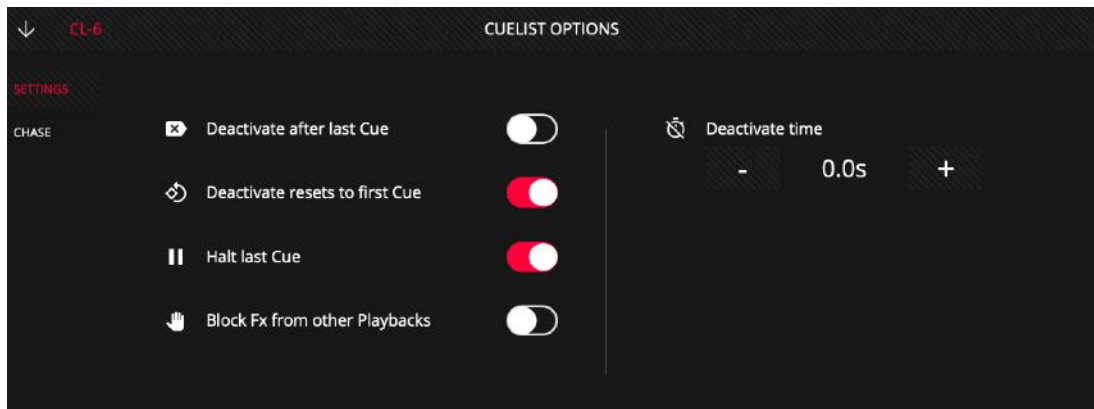 CL-6
CUELIST OPTIONS
SETTINGS
CHASE
Deactivate after last Cue
Deactivate resets to first Cue
Halt last Cue
Block Fx from other Playbacks
Deactivate time
- 0.0s +